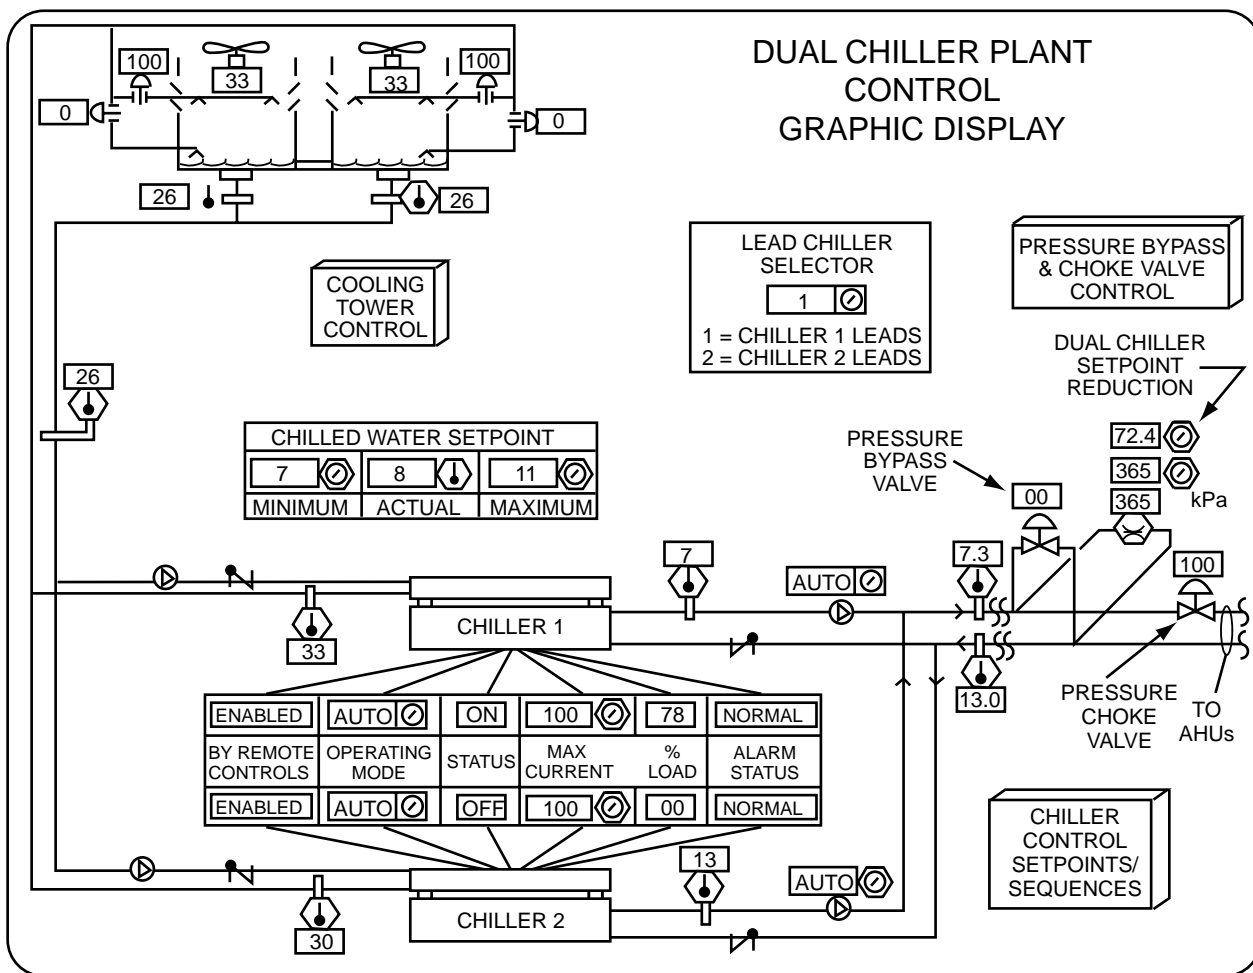 DUAL CHILLER PLANT
CONTROL
GRAPHIC DISPLAY
100
33
33
100
0
0
26
26
COOLING
TOWER
CONTROL
LEAD CHILLER
SELECTOR
1
1 = CHILLER 1 LEADS
2 = CHILLER 2 LEADS
PRESSURE BYPASS
& CHOKE VALVE
CONTROL
DUAL CHILLER
SETPOINT
REDUCTION
26
72.4
365
kPa
365
PRESSURE
BYPASS
VALVE
00
CHILLED WATER SETPOINT
7 8 11
MINIMUM ACTUAL MAXIMUM
7
AUTO
7.3
100
CHILLER 1
33
13.0
PRESSURE
CHOKE
VALVE
TO
AHUs
ENABLED AUTO ON 100 78 NORMAL
BY REMOTE OPERATING STATUS MAX % ALARM
CONTROLS MODE CURRENT LOAD STATUS
ENABLED AUTO OFF 100 00 NORMAL
CHILLER
CONTROL
SETPOINTS/
SEQUENCES
13
AUTO
CHILLER 2
30